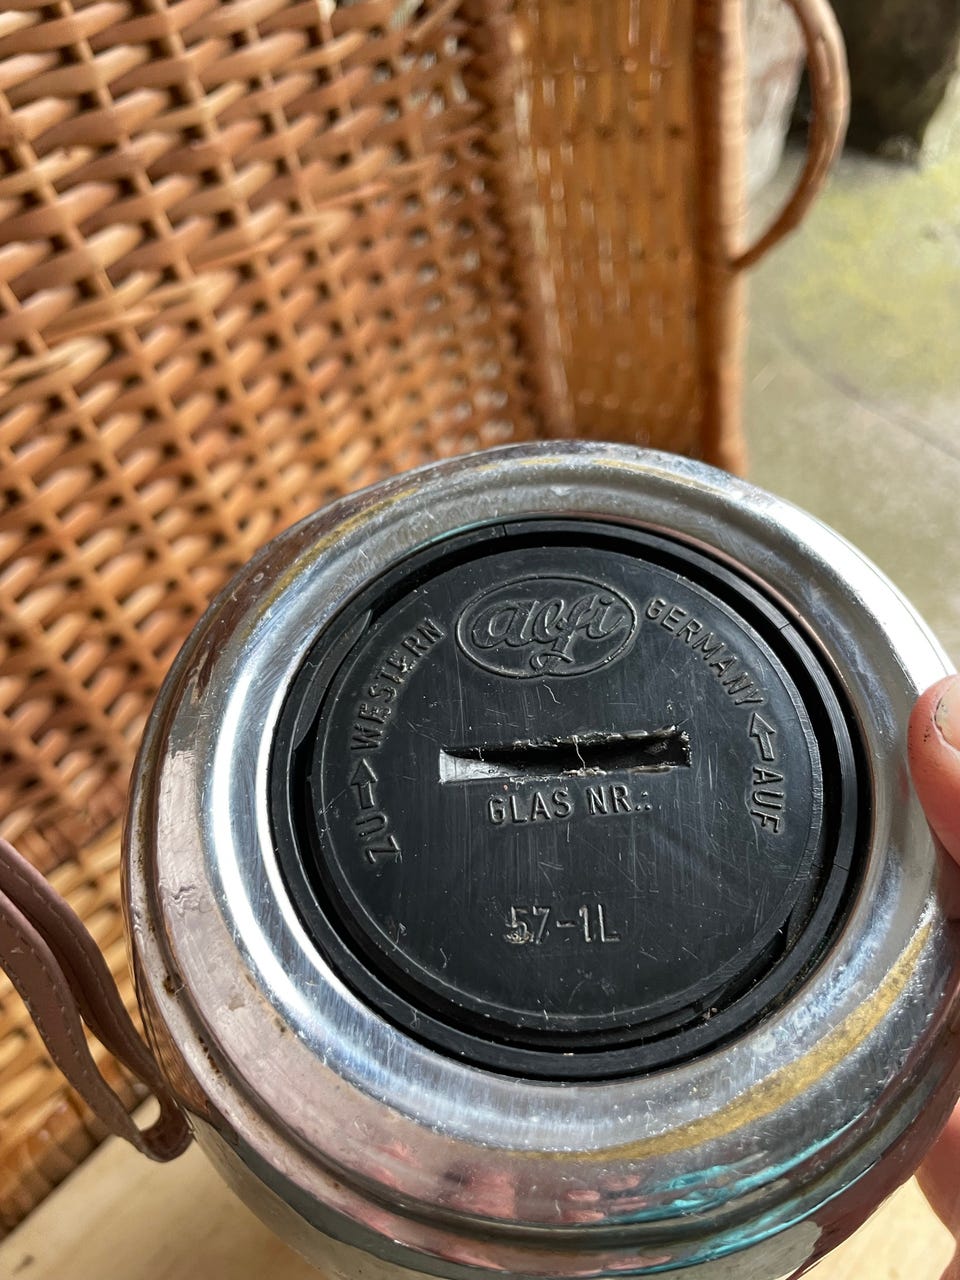 alfi
WESTERN GERMANY
ZU AUF
GLAS NR.:
57-1L